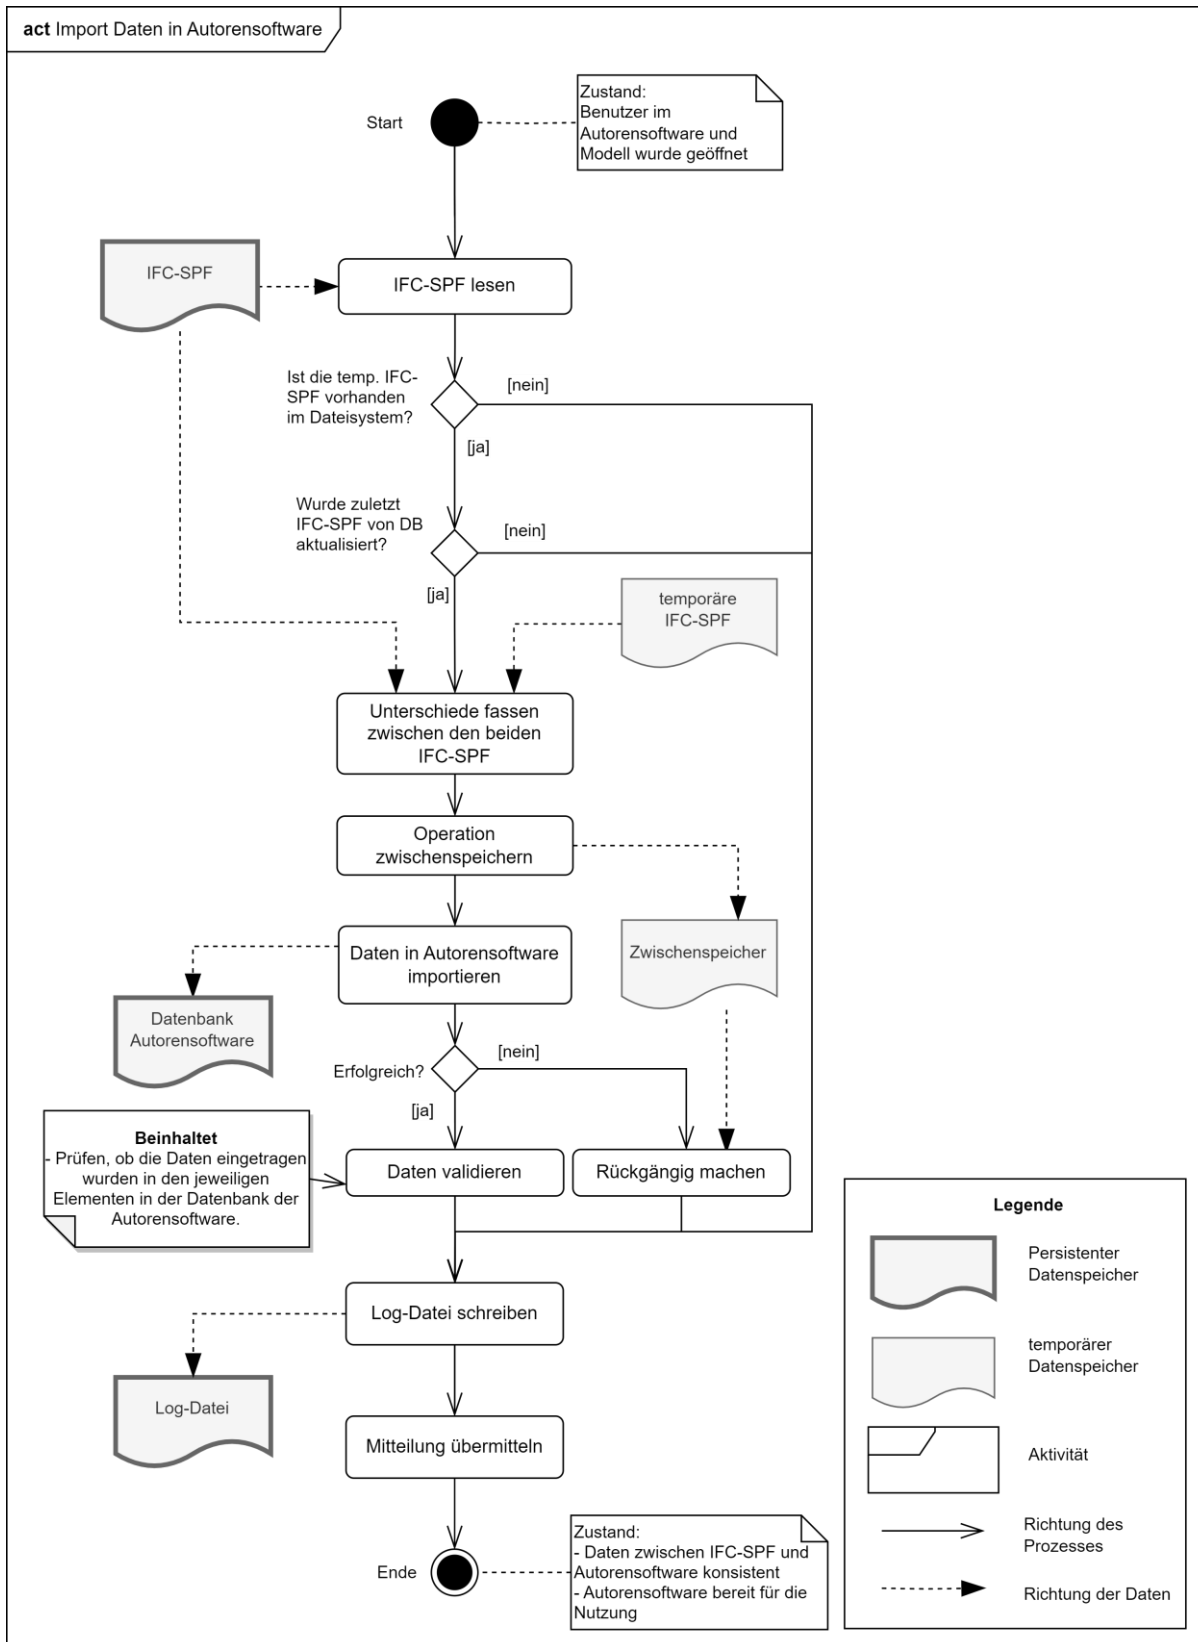 act Import Daten in Autorensoftware
Zustand:
Benutzer im
Autorensoftware und
Modell wurde geöffnet
Start
IFC-SPF
IFC-SPF lesen
Ist die temp. IFC-
SPF vorhanden
im Dateisystem?
[nein]
[ja]
Wurde zuletzt
IFC-SPF von DB
aktualisiert?
[nein]
[ja]
temporäre
IFC-SPF
Unterschiede fassen
zwischen den beiden
IFC-SPF
Operation
zwischenspeichern
Zwischenspeicher
Daten in Autorensoftware
importieren
Datenbank
Autorensoftware
Erfolgreich?
[nein]
[ja]
Beinhaltet
- Prüfen, ob die Daten eingetragen
wurden in den jeweiligen
Elementen in der Datenbank der
Autorensoftware.
Daten validieren
Rückgängig machen
Log-Datei schreiben
Log-Datei
Mitteilung übermitteln
Ende
Zustand:
- Daten zwischen IFC-SPF und
Autorensoftware konsistent
- Autorensoftware bereit für die
Nutzung
Legende
Persistenter
Datenspeicher
temporärer
Datenspeicher
Aktivität
Richtung des
Prozesses
Richtung der Daten